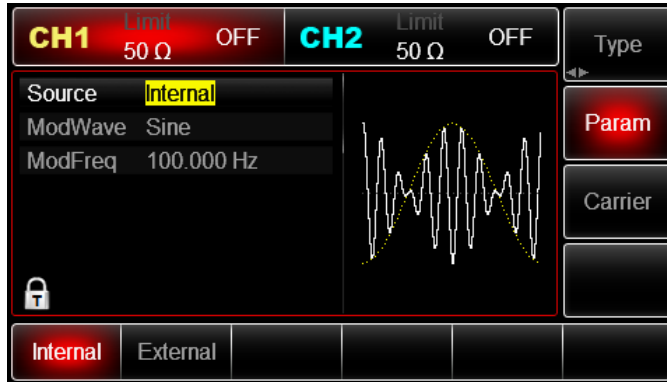 CH1 Limit 50 Ω OFF
CH2 Limit 50 Ω OFF
Type
Source Internal
ModWave Sine
ModFreq 100.000 Hz
Param
Carrier
T
Internal External